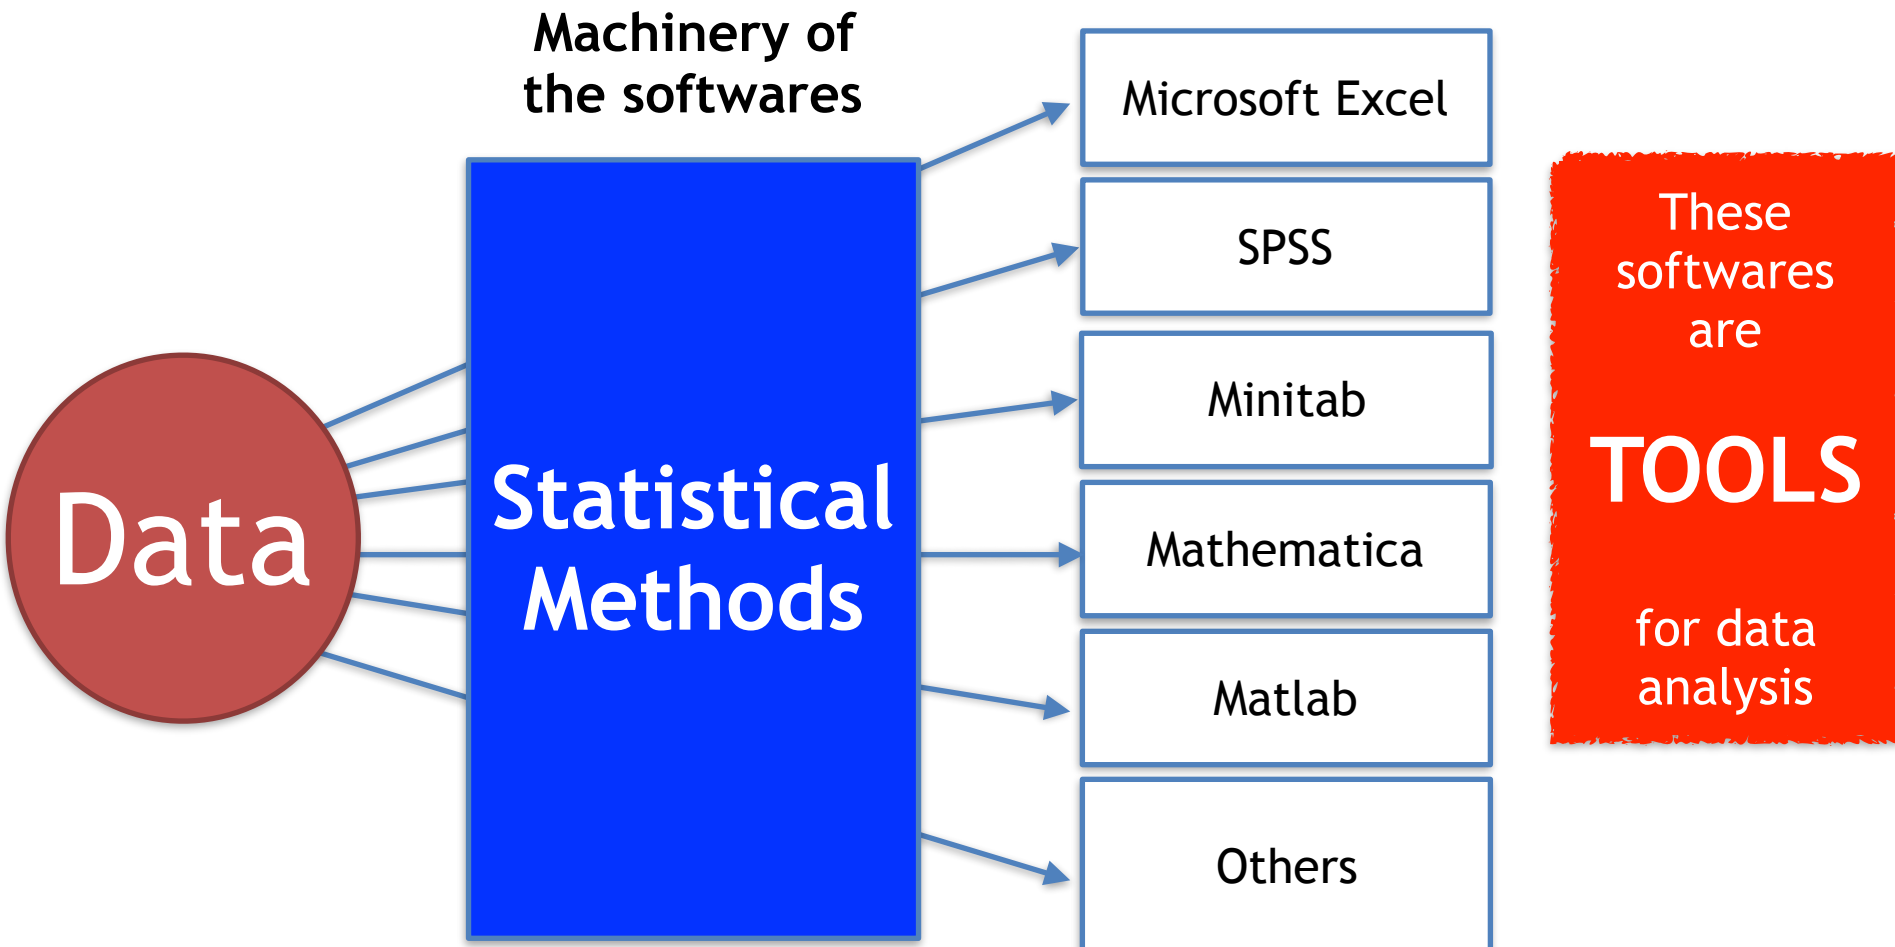 Machinery of
the softwares
Data
Statistical
Methods
Microsoft Excel
SPSS
Minitab
Mathematica
Matlab
Others
These
softwares
are
TOOLS
for data
analysis